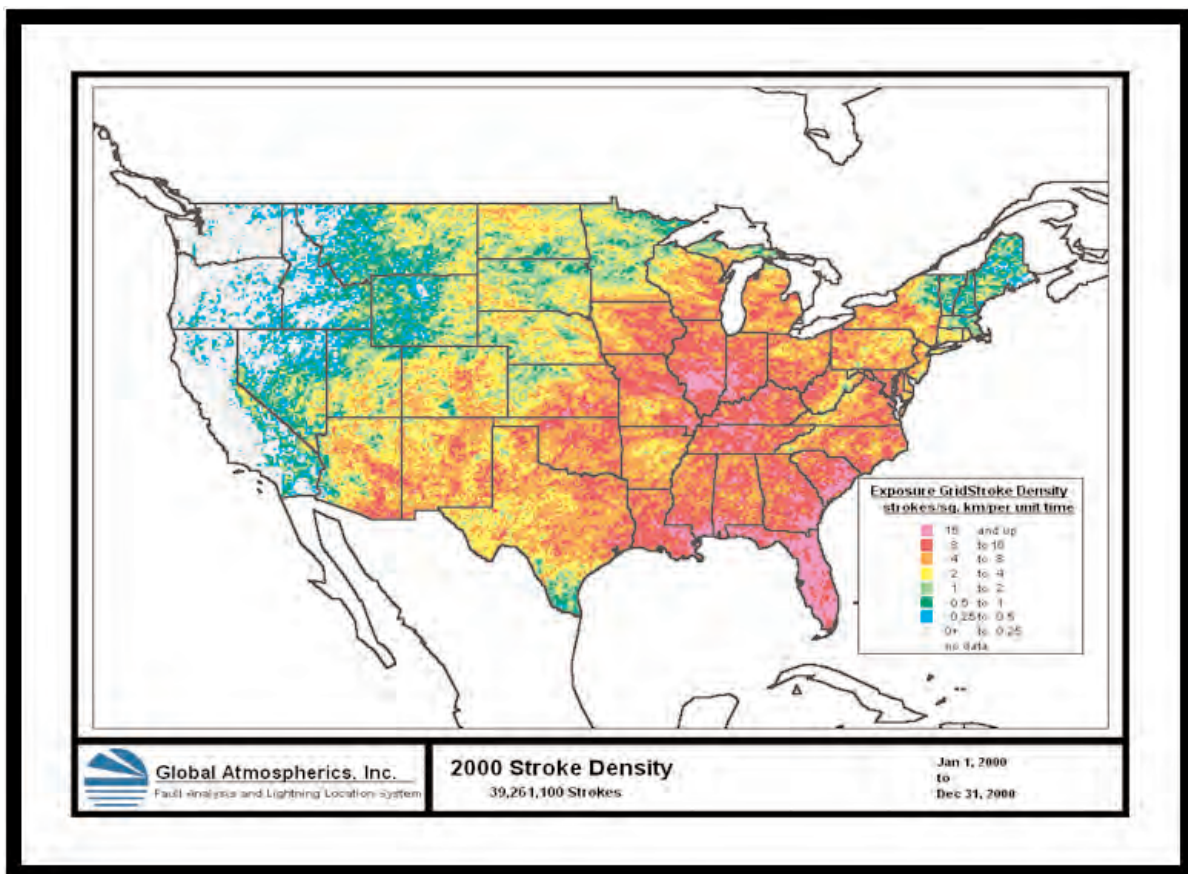 Exposure GridStroke Density
strokes/sq. km/per unit time
16 and up
8 to 16
4 to 8
2 to 4
1 to 2
0.5 to 1
0.25 to 0.5
0+ to 0.25
no data
Global Atmospherics, Inc.
Fault Analysis and Lightning Location System
2000 Stroke Density
39,261,100 Strokes
Jan 1, 2000
to
Dec 31, 2000